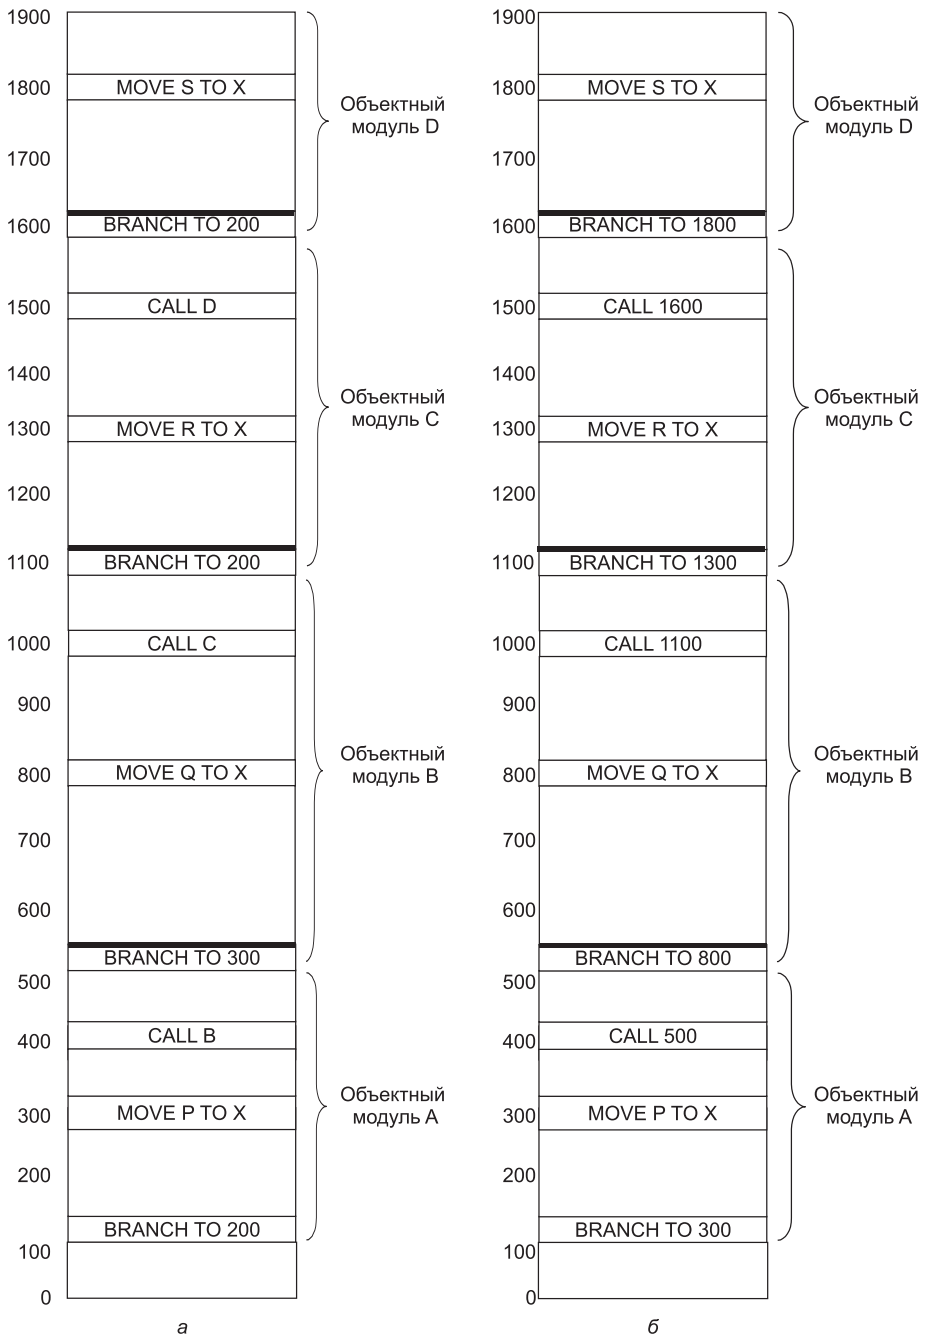 1900
1800
MOVE S TO X
1700
1600
BRANCH TO 200
Объектный
модуль D
1500
CALL D
1400
1300
MOVE R TO X
1200
1100
BRANCH TO 200
Объектный
модуль C
1000
CALL C
900
800
MOVE Q TO X
700
600
BRANCH TO 300
Объектный
модуль B
500
400
CALL B
300
MOVE P TO X
200
BRANCH TO 200
100
0
Объектный
модуль A
а
1900
1800
MOVE S TO X
1700
1600
BRANCH TO 1800
Объектный
модуль D
1500
CALL 1600
1400
1300
MOVE R TO X
1200
1100
BRANCH TO 1300
Объектный
модуль C
1000
CALL 1100
900
800
MOVE Q TO X
700
600
BRANCH TO 800
Объектный
модуль B
500
400
CALL 500
300
MOVE P TO X
200
BRANCH TO 300
100
0
Объектный
модуль A
б